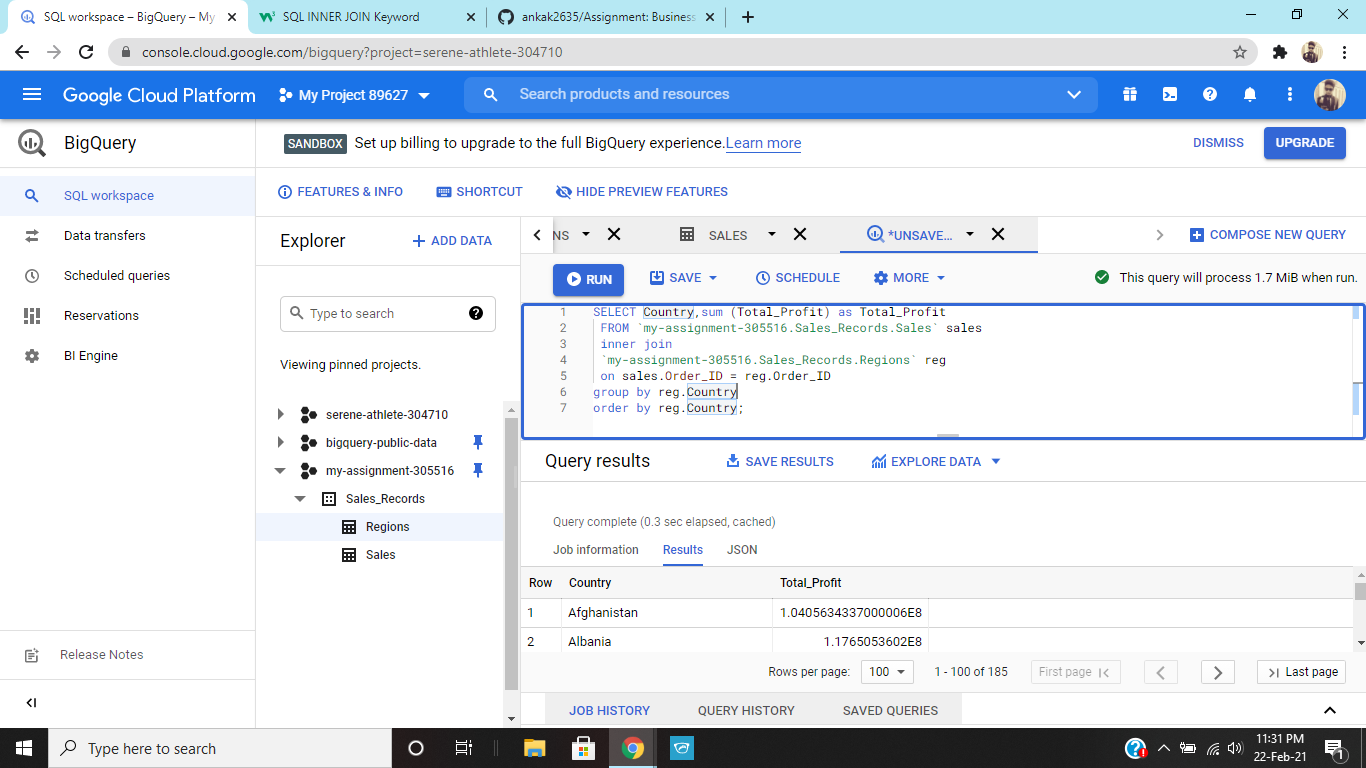 SQL workspace – BigQuery – My
SQL INNER JOIN Keyword
ankak2635/Assignment: Business
console.cloud.google.com/bigquery?project=serene-athlete-304710
Google Cloud Platform
My Project 89627
Search products and resources
BigQuery
SANDBOX Set up billing to upgrade to the full BigQuery experience. Learn more
DISMISS
UPGRADE
SQL workspace
Data transfers
Scheduled queries
Reservations
BI Engine
Release Notes
FEATURES & INFO
SHORTCUT
HIDE PREVIEW FEATURES
Explorer
ADD DATA
Type to search
Viewing pinned projects.
serene-athlete-304710
bigquery-public-data
my-assignment-305516
Sales_Records
Regions
Sales
NS
SALES
*UNSAVE...
COMPOSE NEW QUERY
RUN
SAVE
SCHEDULE
MORE
This query will process 1.7 MiB when run.
1 SELECT Country,sum (Total_Profit) as Total_Profit
2 FROM `my-assignment-305516.Sales_Records.Sales` sales
3 inner join
4 `my-assignment-305516.Sales_Records.Regions` reg
5 on sales.Order_ID = reg.Order_ID
6 group by reg.Country
7 order by reg.Country;
Query results
SAVE RESULTS
EXPLORE DATA
Query complete (0.3 sec elapsed, cached)
Job information
Results
JSON
Row Country Total_Profit
1 Afghanistan 1.0405634337000006E8
2 Albania 1.1765053602E8
Rows per page: 100 1 - 100 of 185 First page Last page
JOB HISTORY
QUERY HISTORY
SAVED QUERIES
Type here to search
11:31 PM
22-Feb-21
1